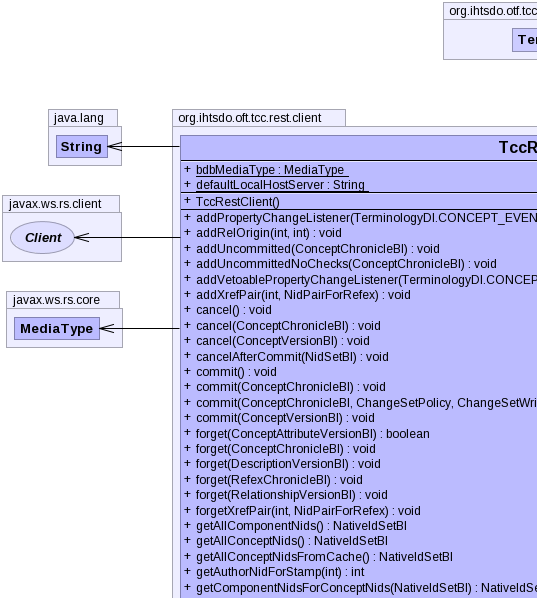 org.ihtsdo.otf.tcc
Te
java.lang
String
javax.ws.rs.client
Client
javax.ws.rs.core
MediaType
org.ihtsdo.oft.tcc.rest.client
TccR
+ bdbMediaType : MediaType
+ defaultLocalHostServer : String
+ TccRestClient()
+ addPropertyChangeListener(TerminologyDI.CONCEPT_EVEN
+ addRelOrigin(int, int) : void
+ addUncommitted(ConceptChronicleBI) : void
+ addUncommittedNoChecks(ConceptChronicleBI) : void
+ addVetoablePropertyChangeListener(TerminologyDI.CONCEP
+ addXrefPair(int, NidPairForRefex) : void
+ cancel() : void
+ cancel(ConceptChronicleBI) : void
+ cancel(ConceptVersionBI) : void
+ cancelAfterCommit(NidSetBI) : void
+ commit() : void
+ commit(ConceptChronicleBI) : void
+ commit(ConceptChronicleBI, ChangeSetPolicy, ChangeSetWri
+ commit(ConceptVersionBI) : void
+ forget(ConceptAttributeVersionBI) : boolean
+ forget(ConceptChronicleBI) : void
+ forget(DescriptionVersionBI) : void
+ forget(RefexChronicleBI) : void
+ forget(RelationshipVersionBI) : void
+ forgetXrefPair(int, NidPairForRefex) : void
+ getAllComponentNids() : NativeIdSetBI
+ getAllConceptNids() : NativeIdSetBI
+ getAllConceptNidsFromCache() : NativeIdSetBI
+ getAuthorNidForStamp(int) : int
+ getComponentNidsForConceptNids(NativeIdSetBI) : NativeIdSe